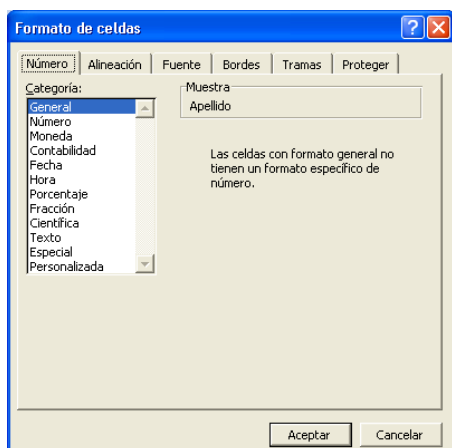 Formato de celdas
Número Alineación Fuente Bordes Tramas Proteger
Categoría:
General
Número
Moneda
Contabilidad
Fecha
Hora
Porcentaje
Fracción
Científica
Texto
Especial
Personalizada
Muestra
Apellido
Las celdas con formato general no
tienen un formato específico de
número.
Aceptar Cancelar